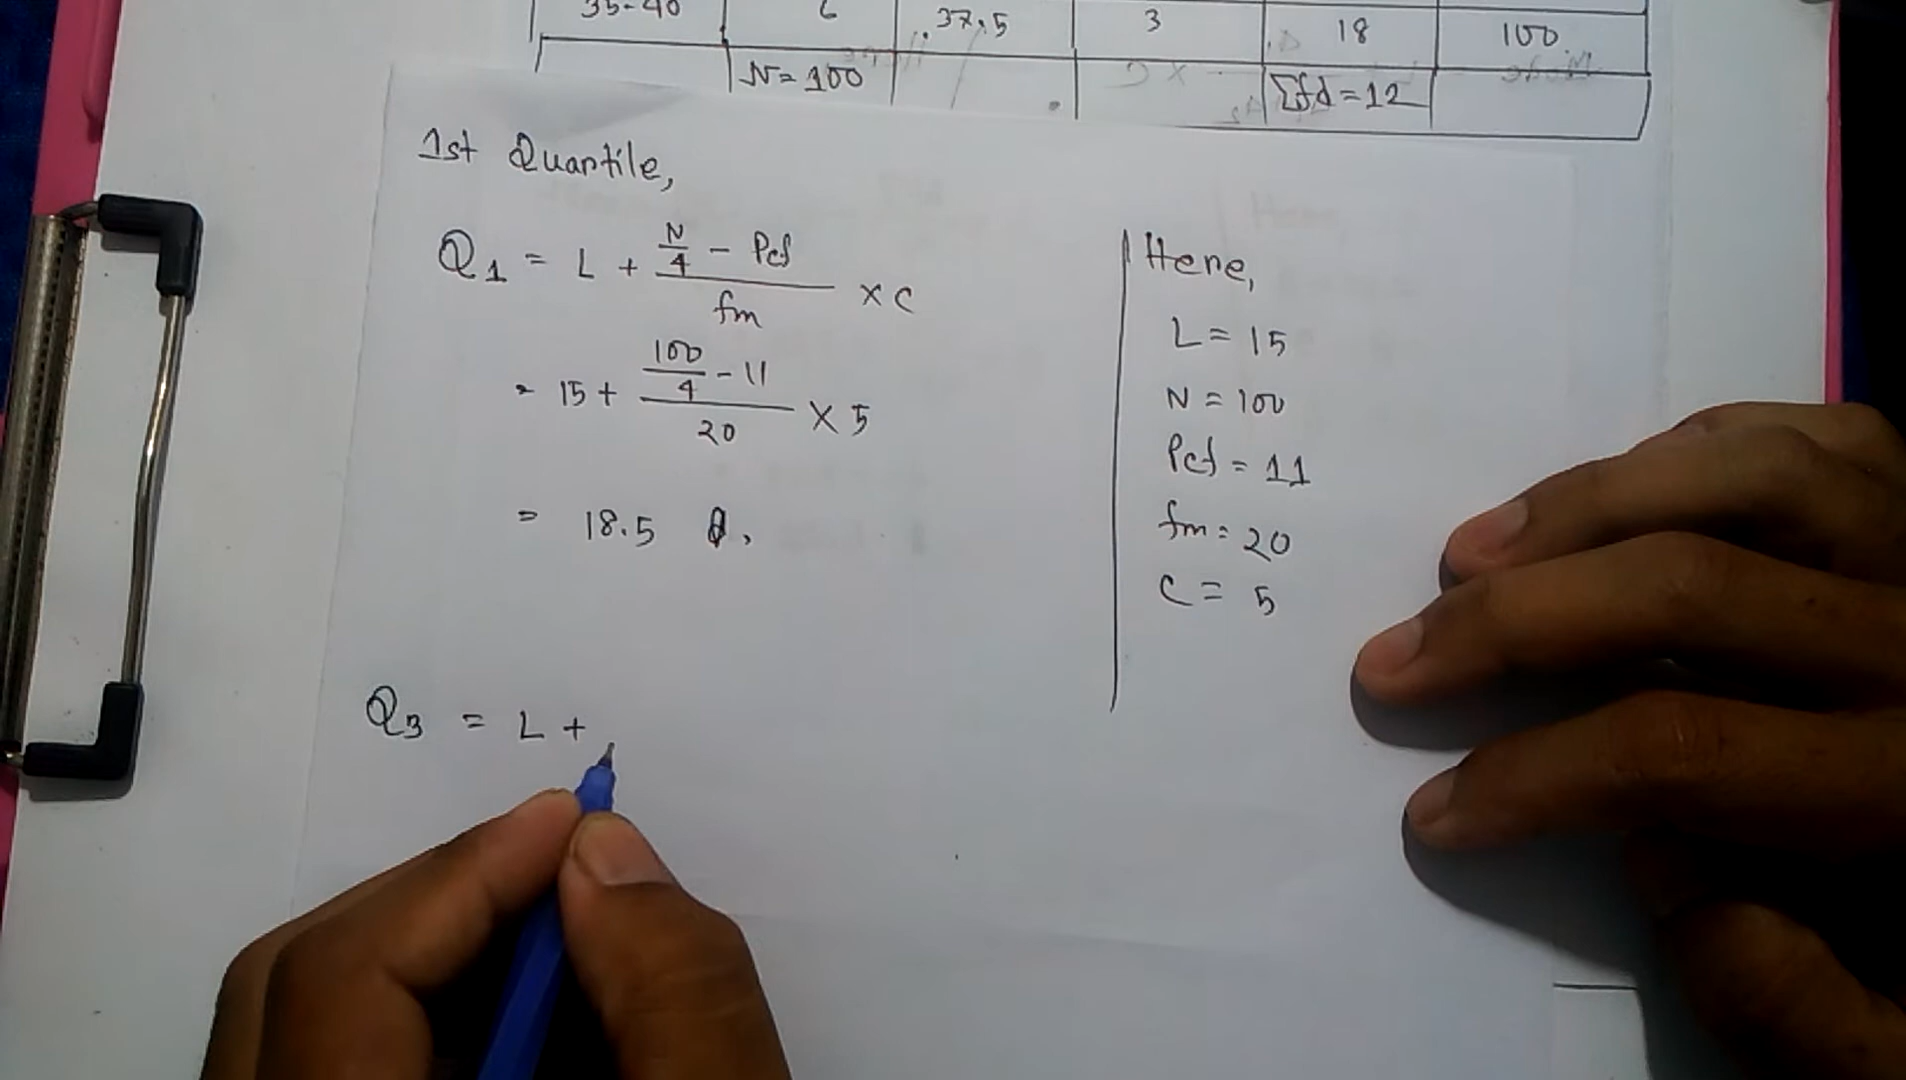 35-40 6 37.5 3 18 100
N=100 Σfd=12
1st Quartile,
Q1 = L + (N/4 - Pcf)/fm × c
= 15 + (100/4 - 11)/20 × 5
= 18.5
Here,
L = 15
N = 100
Pcf = 11
fm = 20
C = 5
Q3 = L +